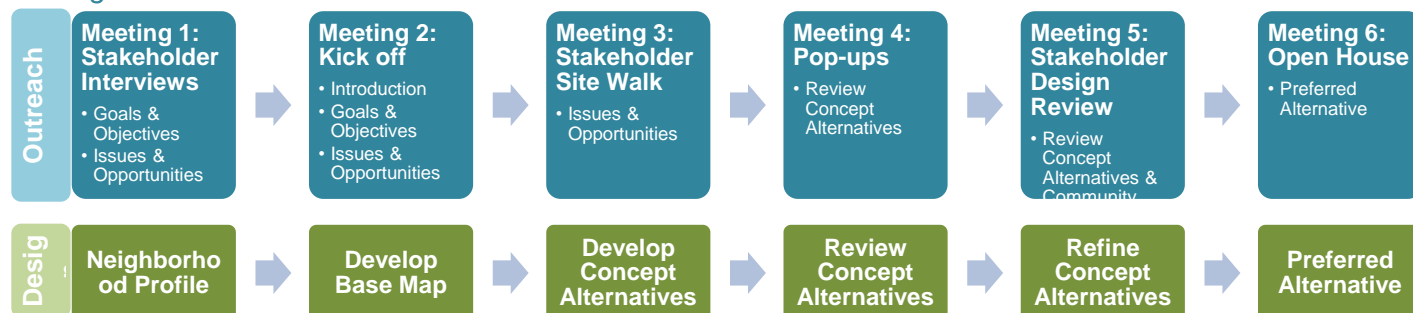 Outreach
Meeting 1:
Stakeholder
Interviews
• Goals &
Objectives
• Issues &
Opportunities
Meeting 2:
Kick off
• Introduction
• Goals &
Objectives
• Issues &
Opportunities
Meeting 3:
Stakeholder
Site Walk
• Issues &
Opportunities
Meeting 4:
Pop-ups
• Review
Concept
Alternatives
Meeting 5:
Stakeholder
Design
Review
• Review
Concept
Alternatives &
Community
Meeting 6:
Open House
• Preferred
Alternative
Desig
Neighborho
od Profile
Develop
Base Map
Develop
Concept
Alternatives
Review
Concept
Alternatives
Refine
Concept
Alternatives
Preferred
Alternative